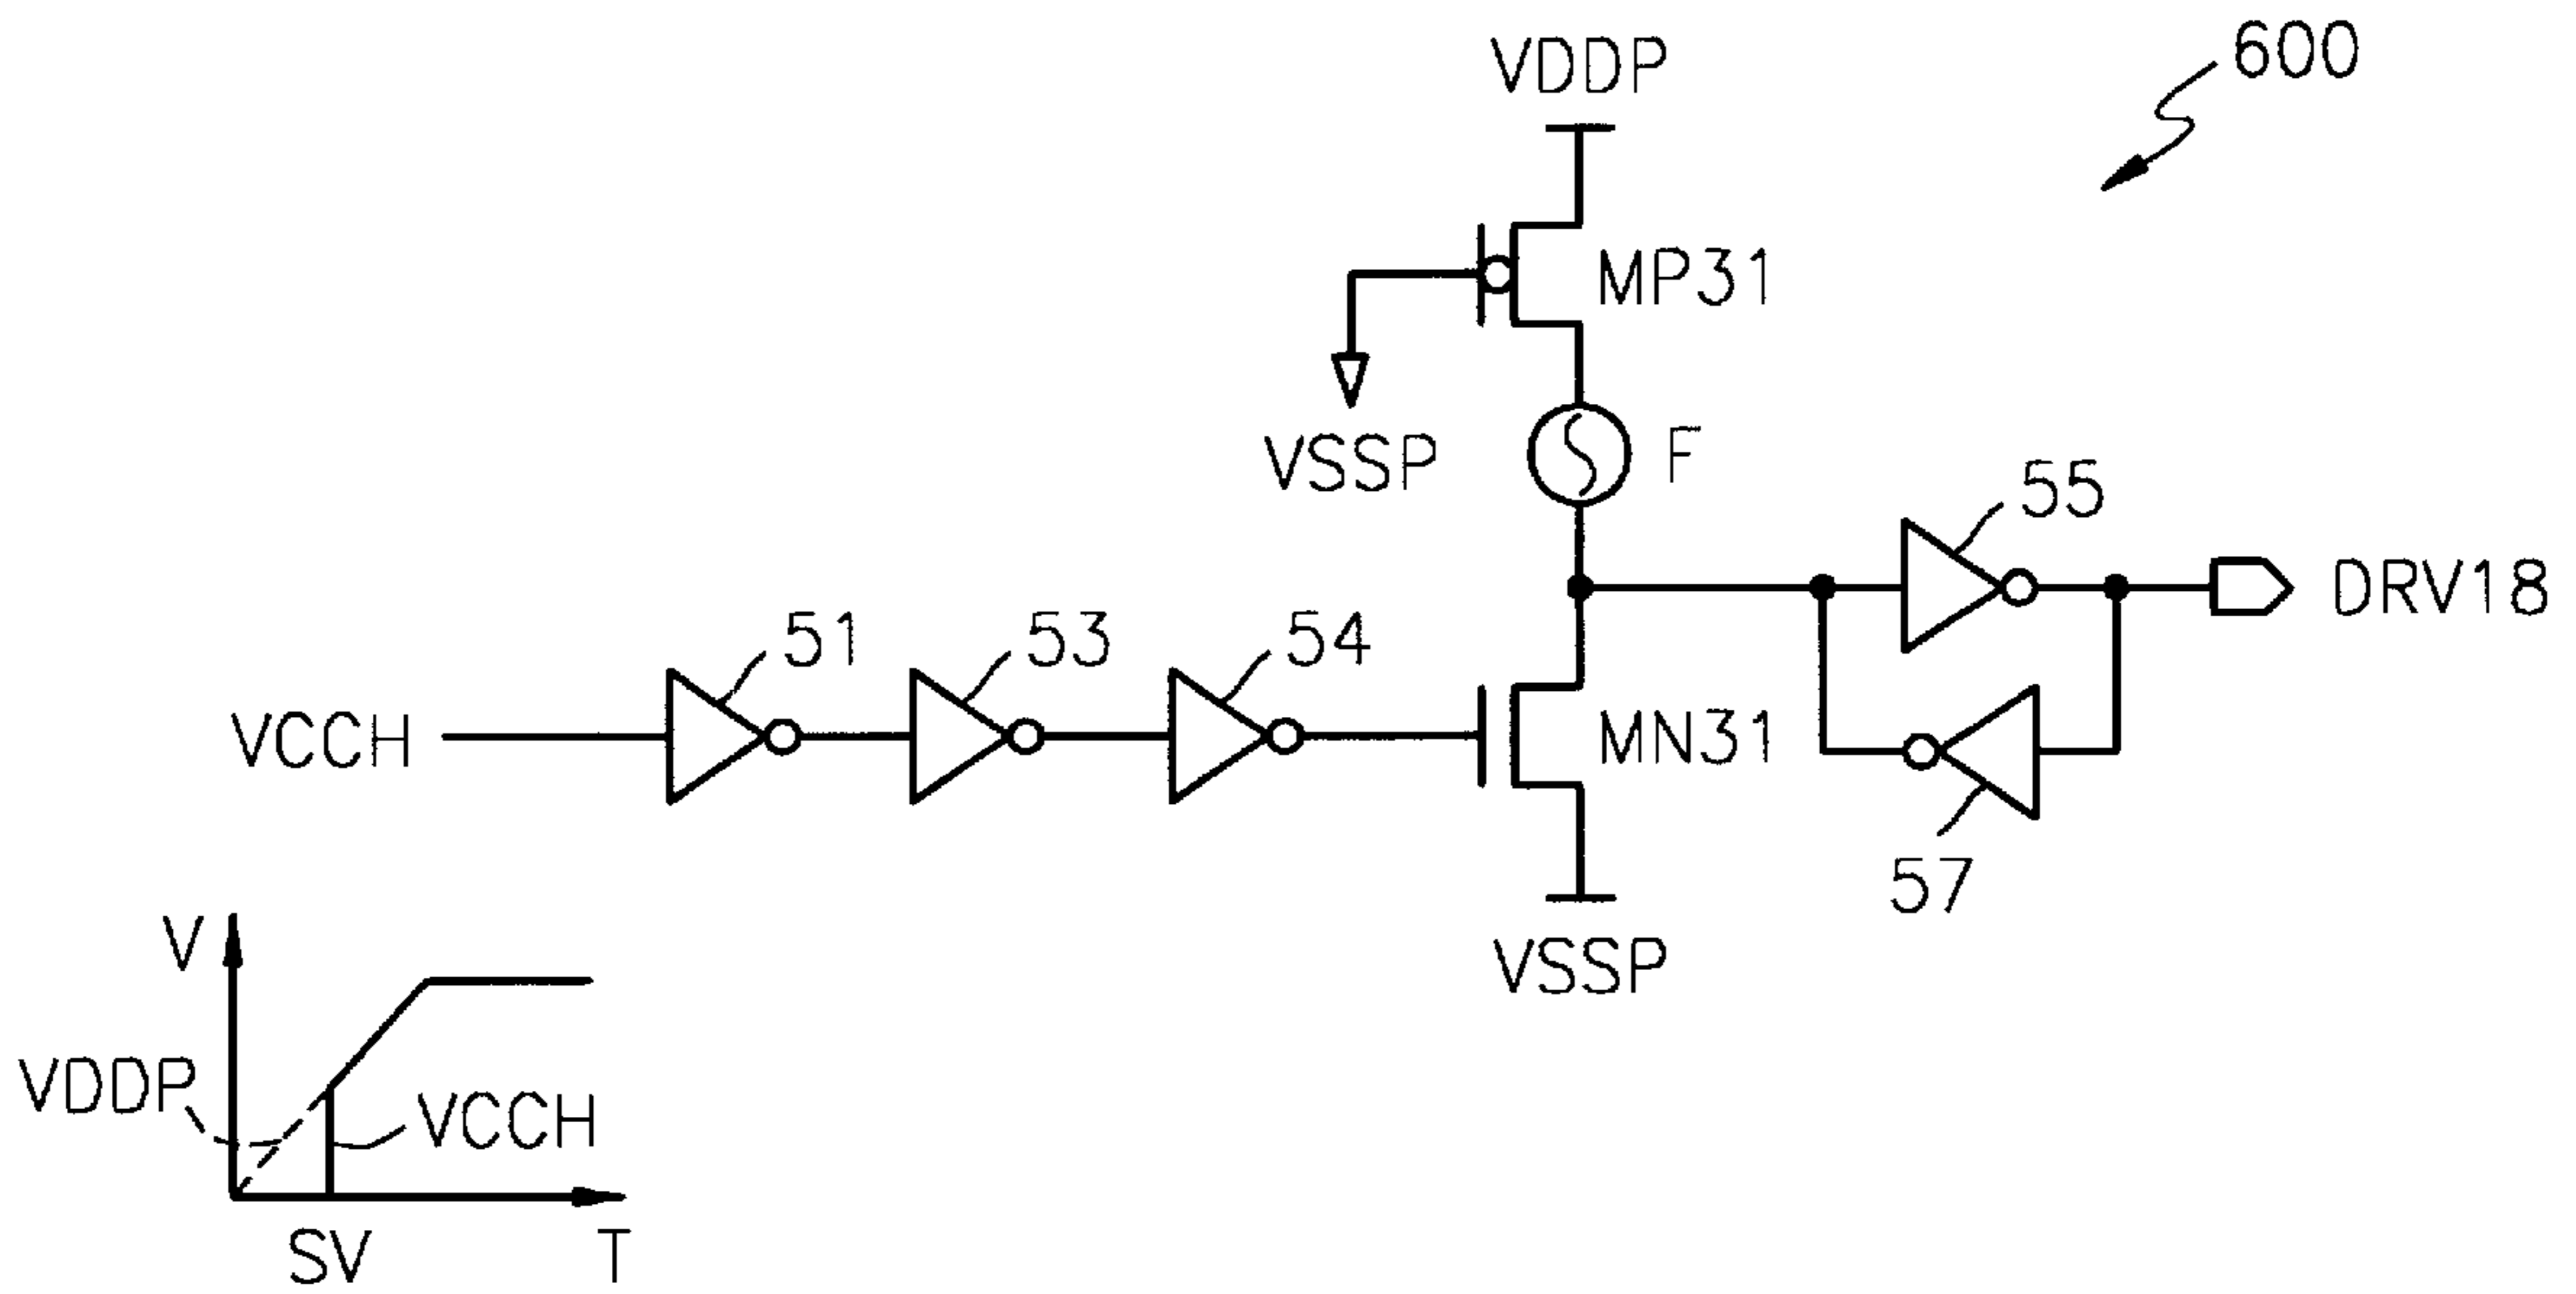 600
VDDP
MP31
VSSP
F
55
DRV18
51
53
54
VCCH
MN31
57
VSSP
V
VDDP
VCCH
SV
T